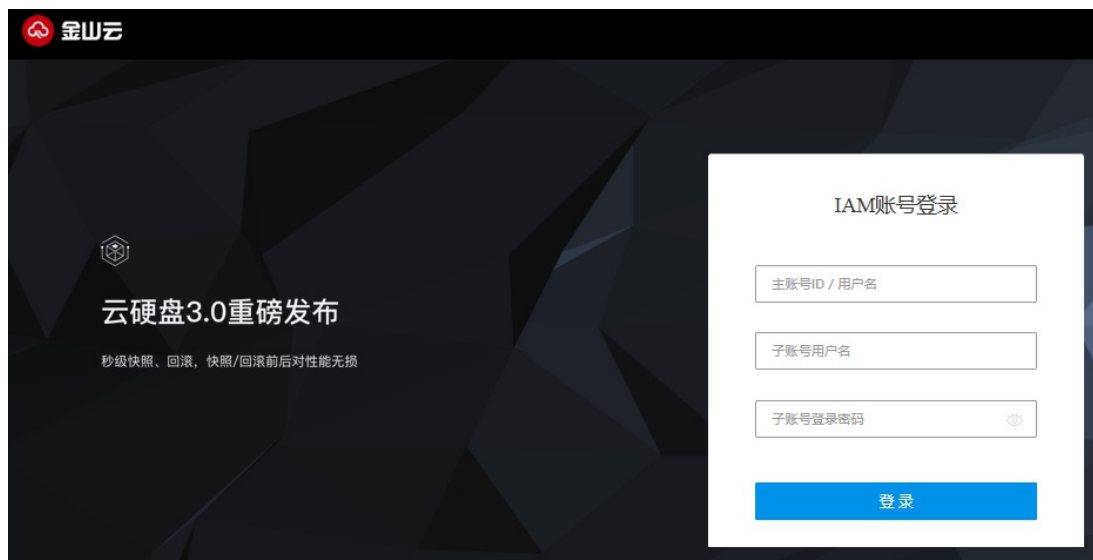 金山云
云硬盘3.0重磅发布
秒级快照、回滚，快照/回滚前后对性能无损
IAM账号登录
主账号ID / 用户名
子账号用户名
子账号登录密码
登录